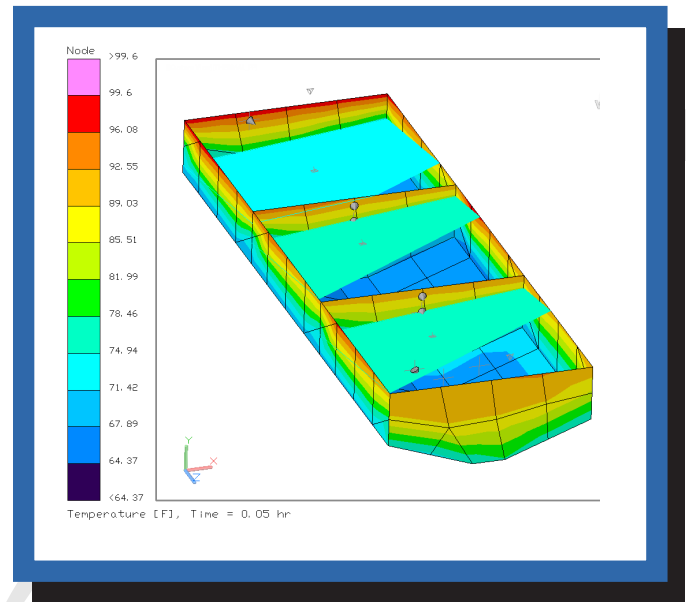 Node
>99.6
99.6
96.08
92.55
89.03
85.51
81.99
78.46
74.94
71.42
67.89
64.37
<64.37
Y
X
Z
Temperature [F], Time = 0.05 hr